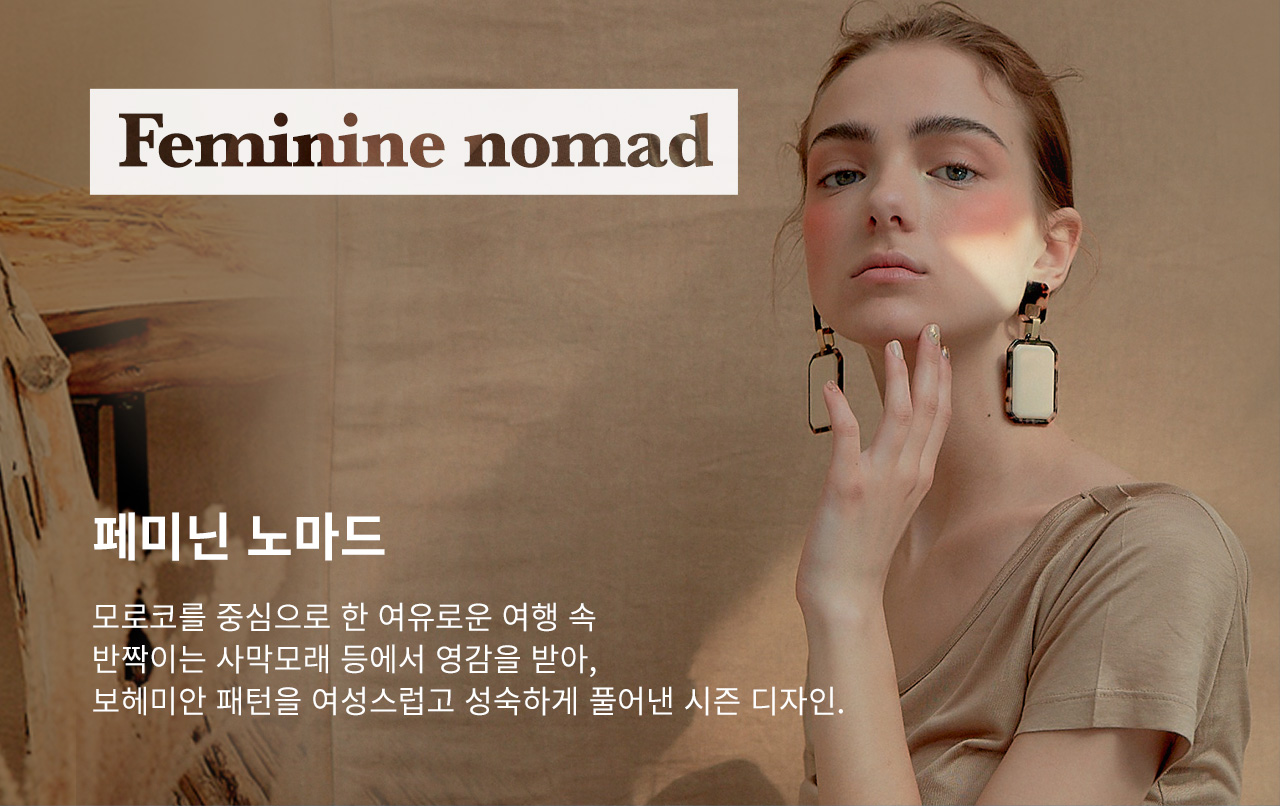 Feminine nomad
페미닌 노마드
모로코를 중심으로 한 여유로운 여행 속
반짝이는 사막모래 등에서 영감을 받아,
보헤미안 패턴을 여성스럽고 성숙하게 풀어낸 시즌 디자인.